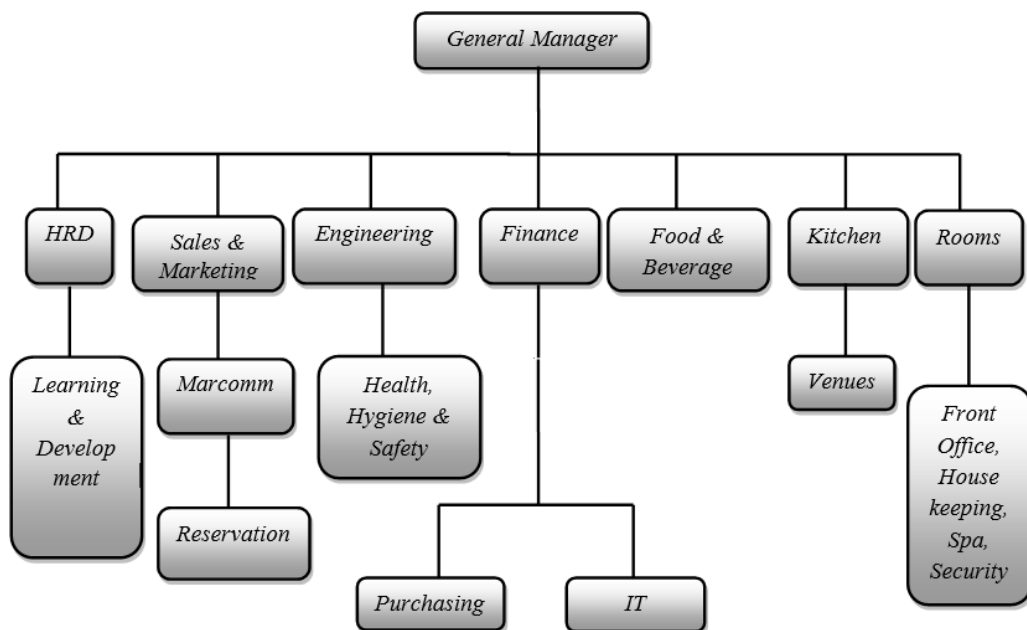 General Manager
HRD
Sales &
Marketing
Engineering
Finance
Food &
Beverage
Kitchen
Rooms
Learning
&
Develop
ment
Marcomm
Health,
Hygiene &
Safety
Venues
Front
Office,
House
keeping,
Spa,
Security
Reservation
Purchasing
IT